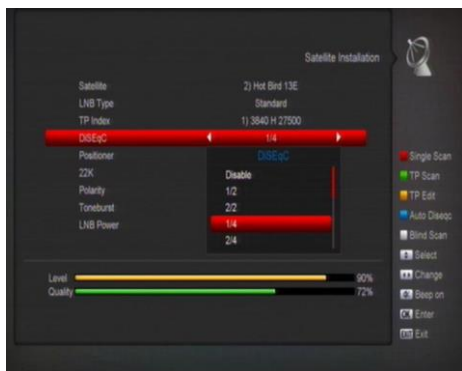 Satellite Installation
Satellite 2) Hot Bird 13E
LNB Type Standard
TP Index 1) 3840 H 27500
DiSEqC 1/4
Positioner DiSEqC
22K Disable
Polarity 1/2
Toneburst 2/2
LNB Power 1/4
2/4
Level 90%
Quality 72%
Single Scan
TP Scan
TP Edit
Auto Diseqc
Blind Scan
Select
Change
Beep on
OK Enter
EXIT Exit